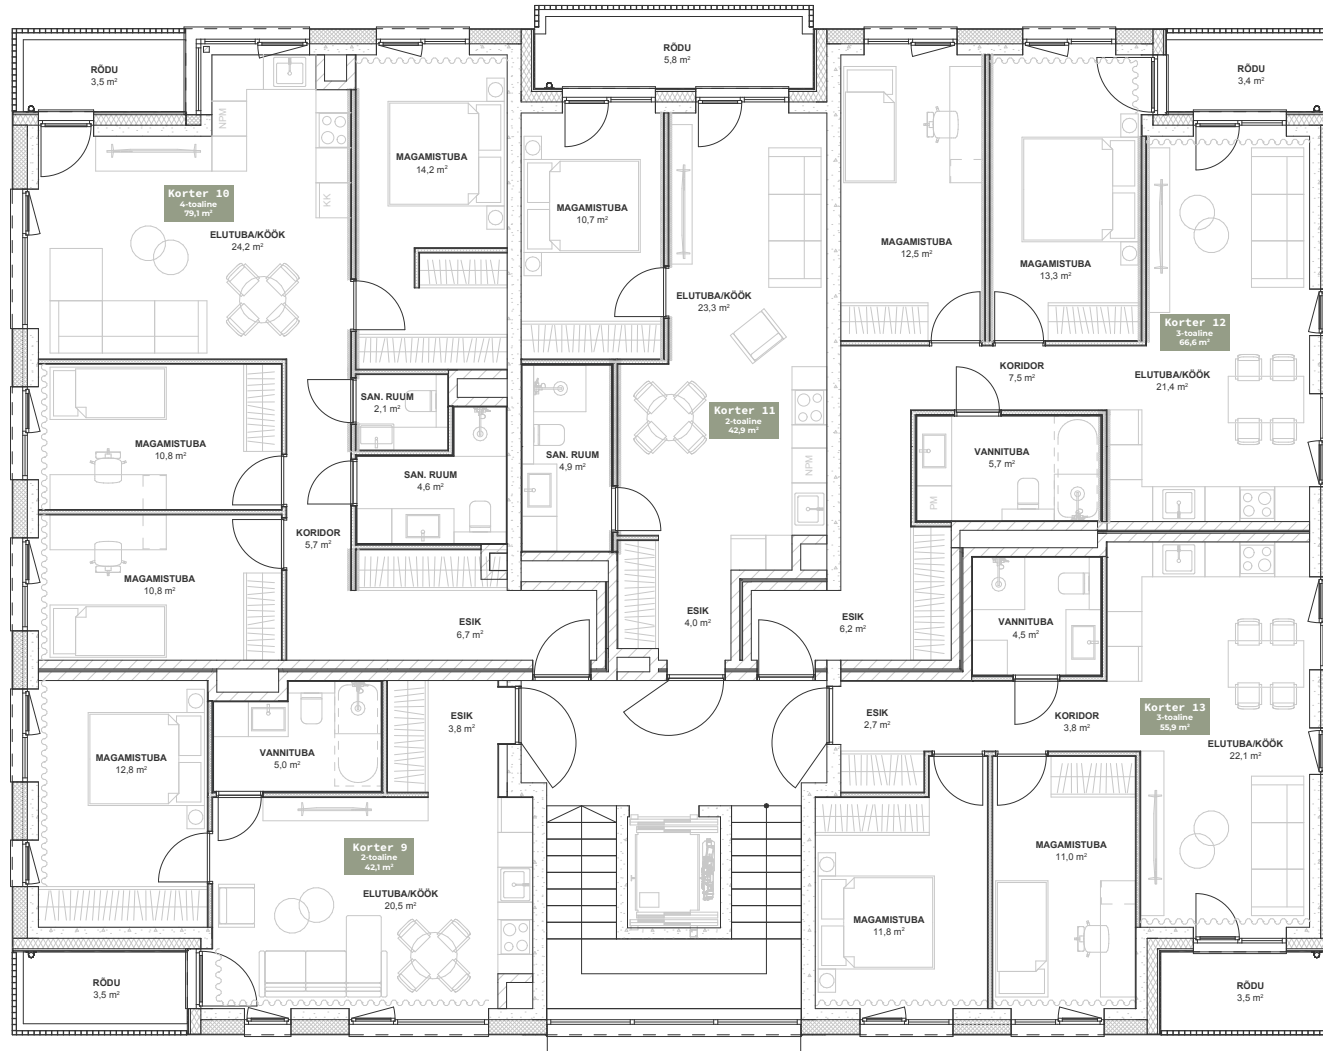 RÕDU
3,5 m²
RÕDU
5,8 m²
RÕDU
3,4 m²
NPM
KK
MAGAMISTUBA
14,2 m²
Korter 10
4-toaline
79,1 m²
ELUTUBA/KÖÖK
24,2 m²
MAGAMISTUBA
10,7 m²
ELUTUBA/KÖÖK
23,3 m²
MAGAMISTUBA
12,5 m²
MAGAMISTUBA
13,3 m²
Korter 12
3-toaline
66,6 m²
ELUTUBA/KÖÖK
21,4 m²
KORIDOR
7,5 m²
SAN. RUUM
2,1 m²
Korter 11
2-toaline
42,9 m²
MAGAMISTUBA
10,8 m²
SAN. RUUM
4,6 m²
SAN. RUUM
4,9 m²
NPM
VANNITUBA
5,7 m²
PM
KORIDOR
5,7 m²
MAGAMISTUBA
10,8 m²
ESIK
6,7 m²
ESIK
4,0 m²
ESIK
6,2 m²
VANNITUBA
4,5 m²
ESIK
3,8 m²
ESIK
2,7 m²
KORIDOR
3,8 m²
Korter 13
3-toaline
55,9 m²
ELUTUBA/KÖÖK
22,1 m²
MAGAMISTUBA
12,8 m²
VANNITUBA
5,0 m²
Korter 9
2-toaline
42,1 m²
ELUTUBA/KÖÖK
20,5 m²
MAGAMISTUBA
11,0 m²
MAGAMISTUBA
11,8 m²
RÕDU
3,5 m²
RÕDU
3,5 m²